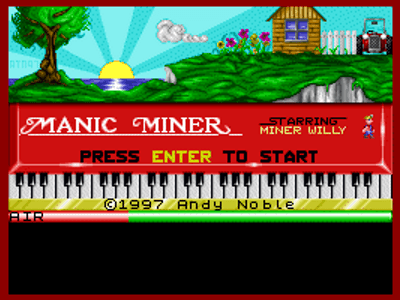 MANIC MINER
STARRING
MINER WILLY
PRESS ENTER TO START
©1997 Andy Noble
AIR